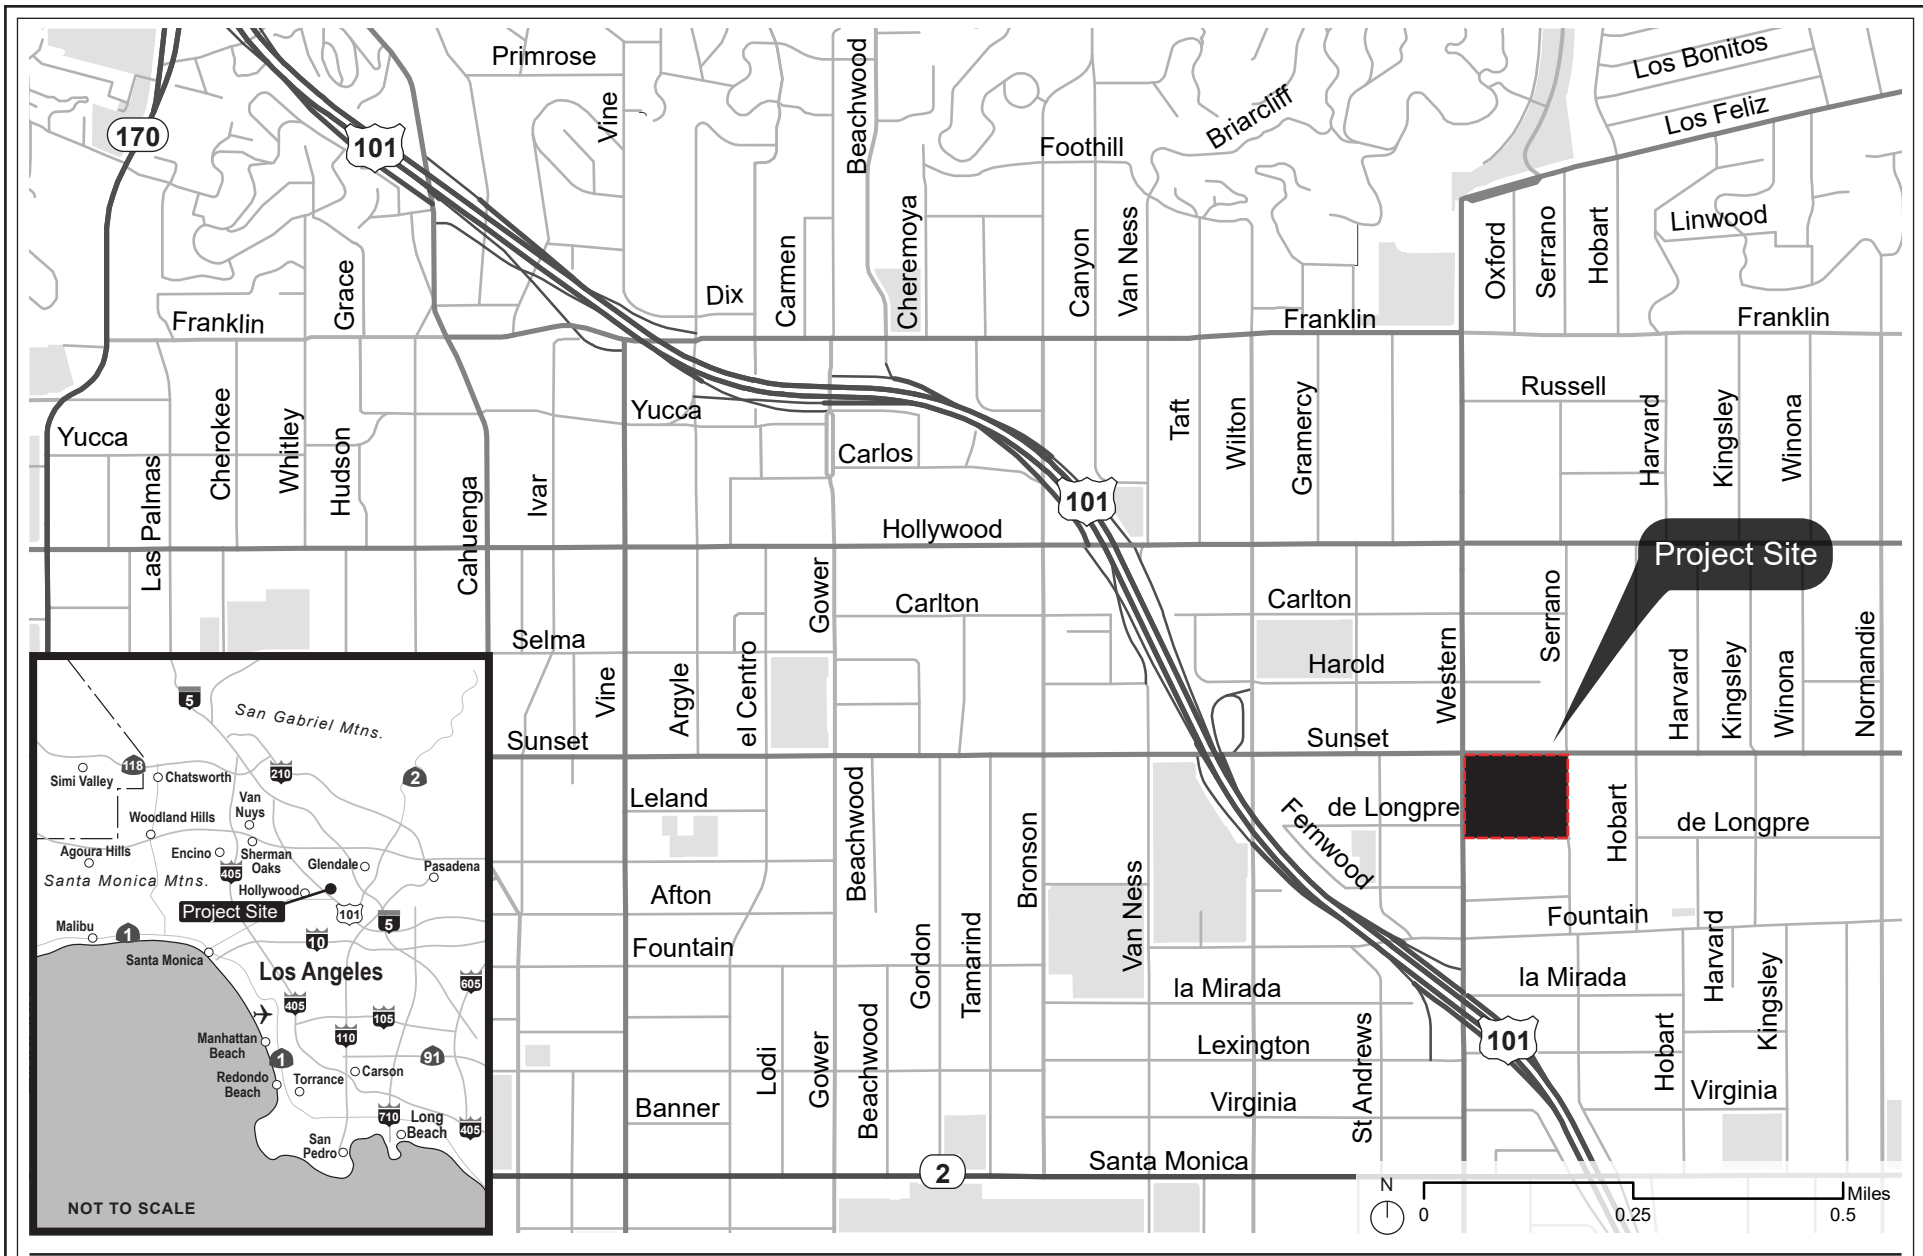 Primrose
Beachwood
Vine
Los Bonitos
Los Feliz
Briarcliff
170
101
Foothill
Cheremoya
Linwood
Oxford
Serrano
Hobart
Carmen
Canyon
Van Ness
Grace
Dix
Franklin
Franklin
Franklin
Russell
Yucca
Yucca
Cherokee
Whitley
Hudson
Las Palmas
Cahuenga
Ivar
Carlos
Taft
Wilton
Gramercy
Harvard
Kingsley
Winona
101
Hollywood
Project Site
Gower
Carlton
Carlton
Serrano
Selma
Vine
Argyle
el Centro
Harold
Western
Harvard
Kingsley
Winona
Normandie
Sunset
Sunset
Leland
Beachwood
Bronson
de Longpre
Fernwood
Hobart
de Longpre
Afton
Fountain
Gordon
Tamarind
Van Ness
Fountain
Harvard
Kingsley
la Mirada
la Mirada
Lexington
101
Lodi
Gower
Beachwood
St Andrews
Hobart
Banner
Virginia
Virginia
Santa Monica
2
N
0
0.25
0.5
Miles
5
San Gabriel Mtns.
118
Simi Valley
Chatsworth
210
2
Van
Nuys
Woodland Hills
Agoura Hills
Encino
Sherman
Oaks
Glendale
Pasadena
405
Santa Monica Mtns.
Hollywood
Project Site
101
5
Malibu
1
10
Santa Monica
Los Angeles
605
405
105
110
Manhattan
Beach
1
91
Redondo
Beach
Torrance
Carson
710
Long
Beach
405
San
Pedro
NOT TO SCALE